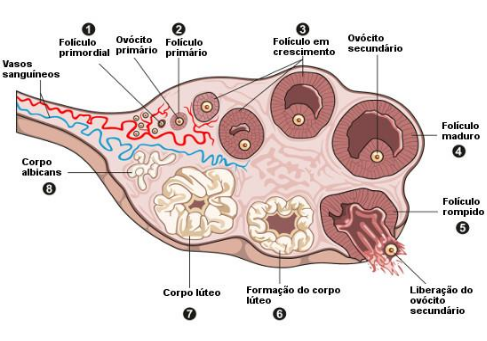 1
Folículo
primordial
Ovócito
primário
2
Folículo
primário
3
Folículo em
crescimento
Ovócito
secundário
Vasos
sanguíneos
Folículo
maduro
4
Corpo
albicans
8
Folículo
rompido
5
Corpo lúteo
7
Formação do corpo
lúteo
6
Liberação do
ovócito
secundário